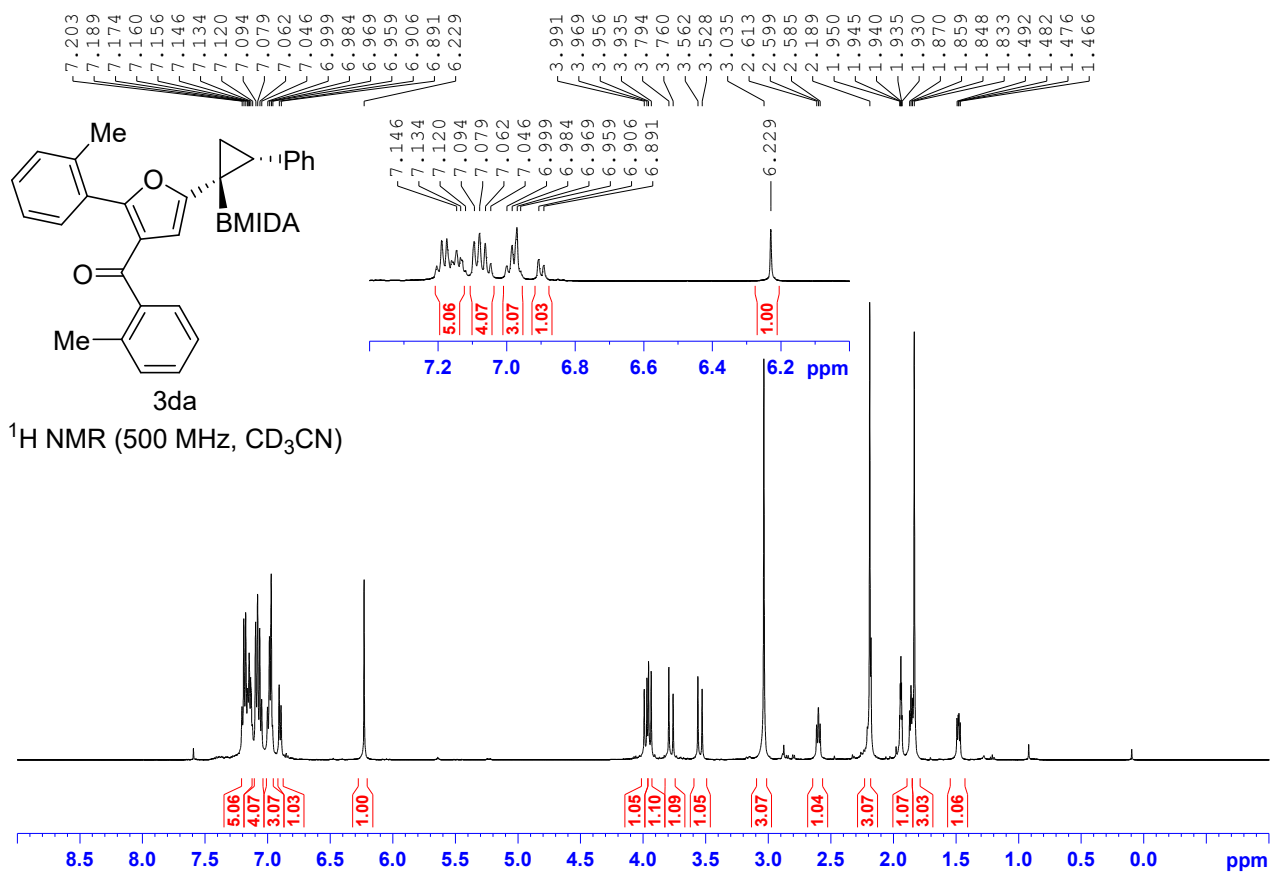 7.203 7.189 7.174 7.160 7.156 7.146 7.134 7.120 7.094 7.079 7.062 7.046 6.999 6.984 6.969 6.959 6.906 6.891 6.229
3.991 3.969 3.956 3.935 3.794 3.760 3.562 3.528 3.035 2.613 2.599 2.585 2.189 1.950 1.945 1.940 1.935 1.930 1.870 1.859 1.848 1.833 1.492 1.482 1.476 1.466
7.146 7.134 7.120 7.094 7.079 7.062 7.046 6.999 6.984 6.969 6.959 6.906 6.891 6.229
Me
Ph
O
BMIDA
O
Me
5.06 4.07 3.07 1.03 1.00
7.2 7.0 6.8 6.6 6.4 6.2 ppm
3da
¹H NMR (500 MHz, CD₃CN)
5.06 4.07 3.07 1.03 1.00 1.05 1.10 1.09 1.05 3.07 1.04 3.07 1.07 3.03 1.06
8.5 8.0 7.5 7.0 6.5 6.0 5.5 5.0 4.5 4.0 3.5 3.0 2.5 2.0 1.5 1.0 0.5 0.0 ppm